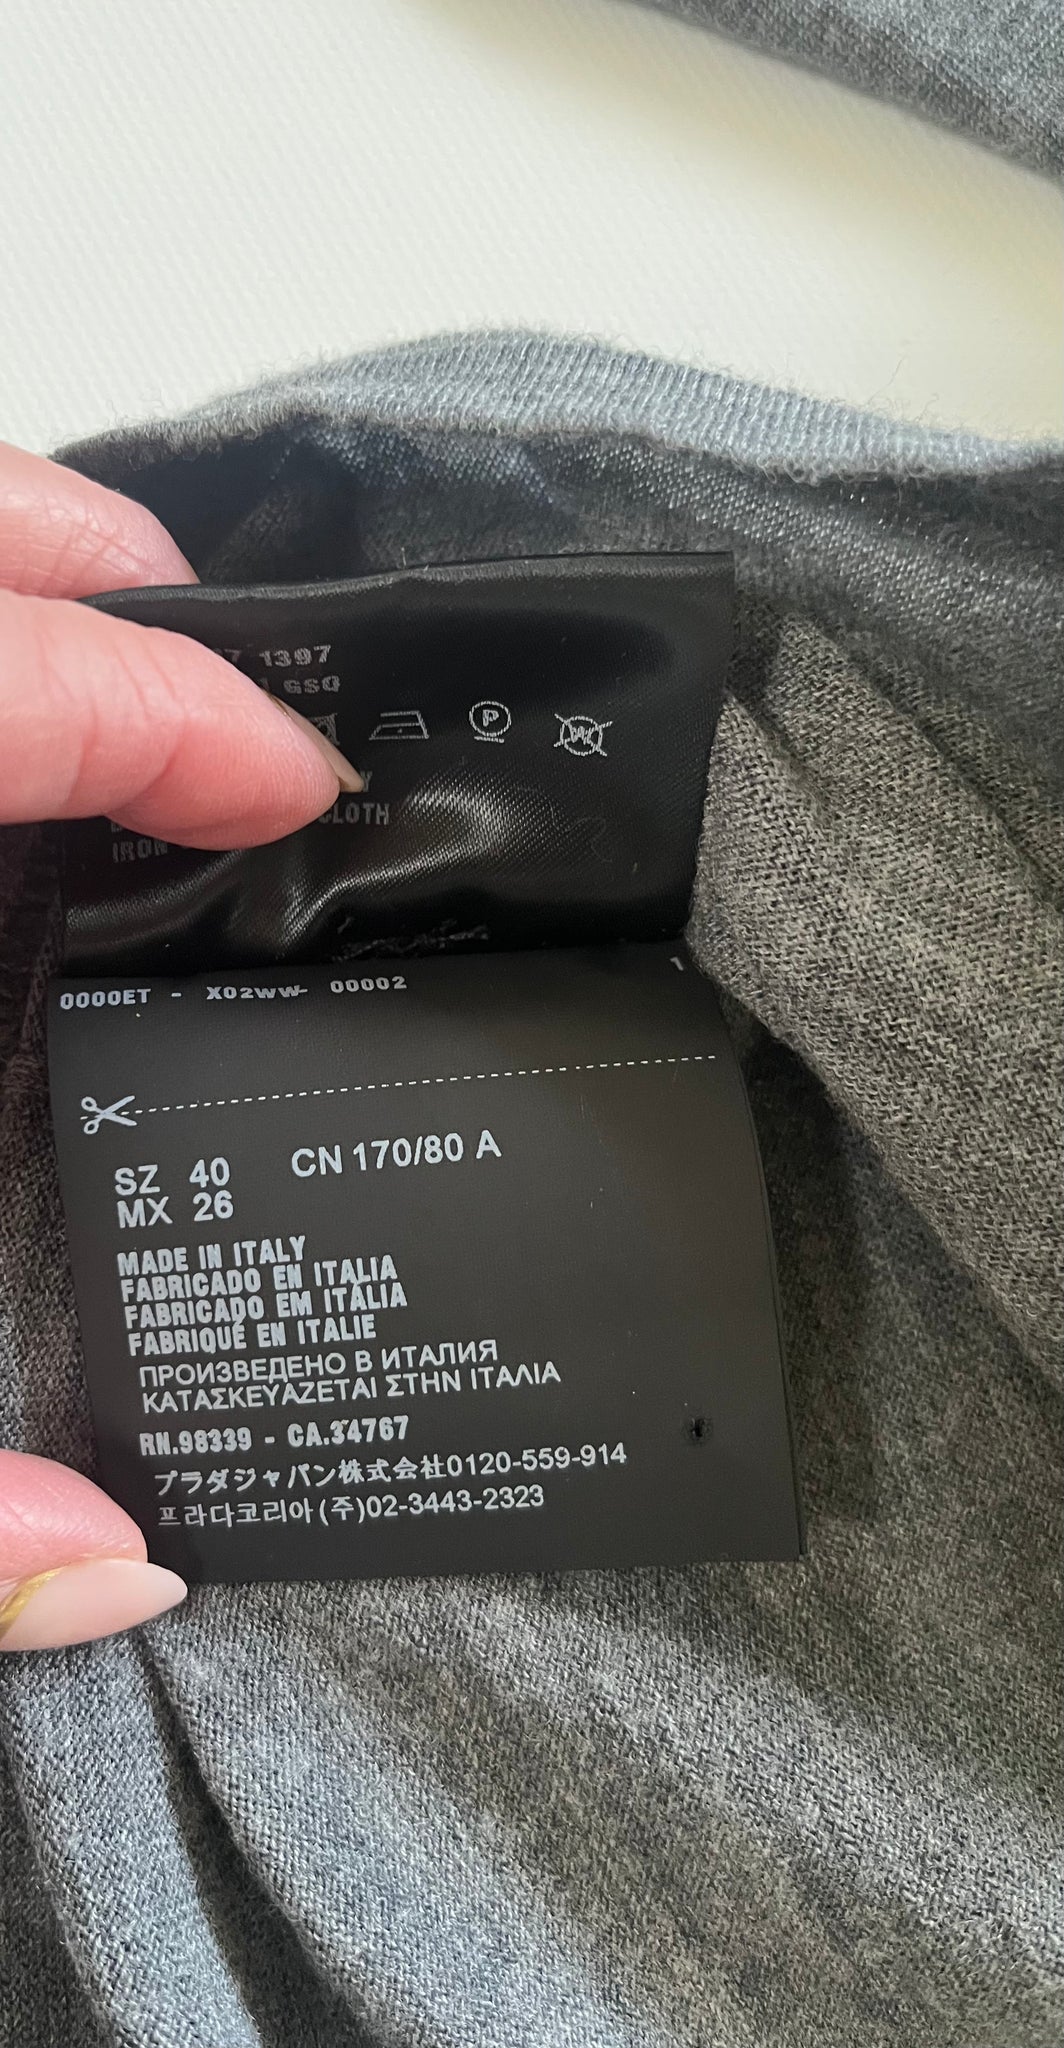 1397
GSQ
P
CLOTH
IRON
0000ET - X02WW- 00002
1
SZ 40 CN 170/80 A
MX 26
MADE IN ITALY
FABRICADO EN ITALIA
FABRICADO EM ITÁLIA
FABRIQUÉ EN ITALIE
ПРОИЗВЕДЕНО В ИТАЛИЯ
ΚΑΤΑΣΚΕΥΑΖΕΤΑΙ ΣΤΗΝ ΙΤΑΛΙΑ
RN.98339 - CA.34767
プラダジャパン株式会社0120-559-914
프라다코리아(주)02-3443-2323